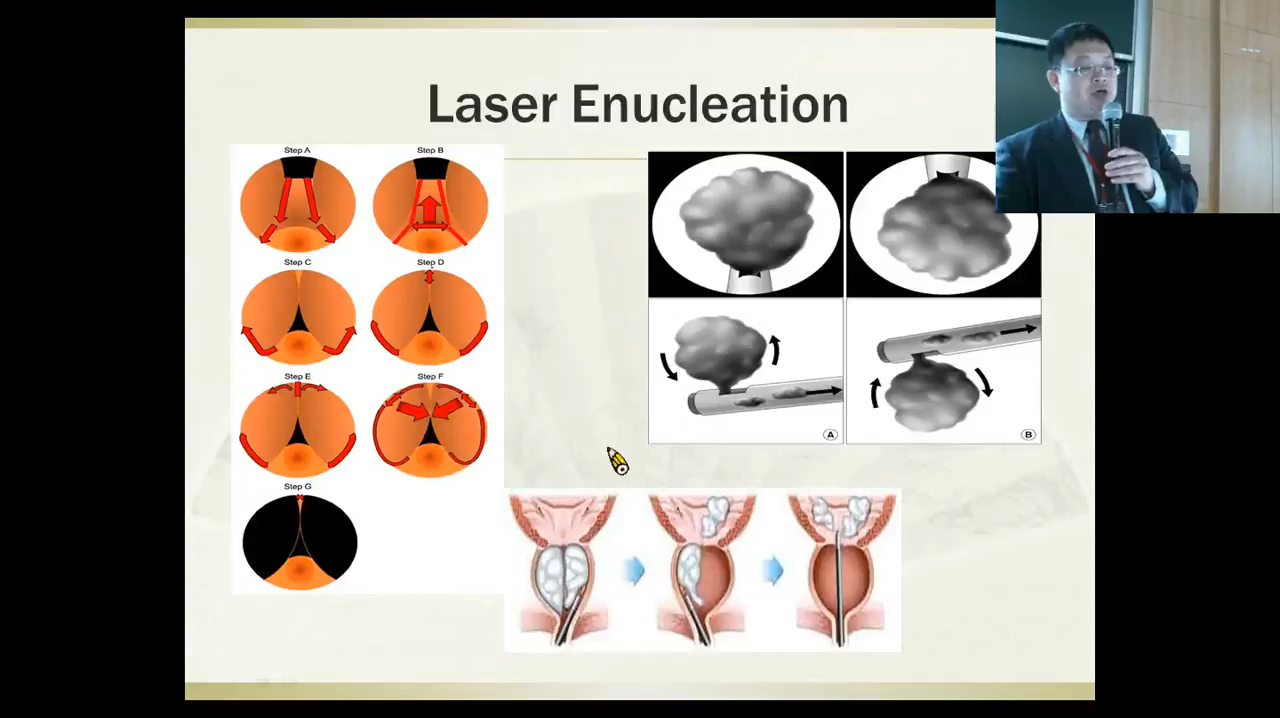 Laser Enucleation
Step A
Step B
Step C
Step D
Step E
Step F
Step G
A
B